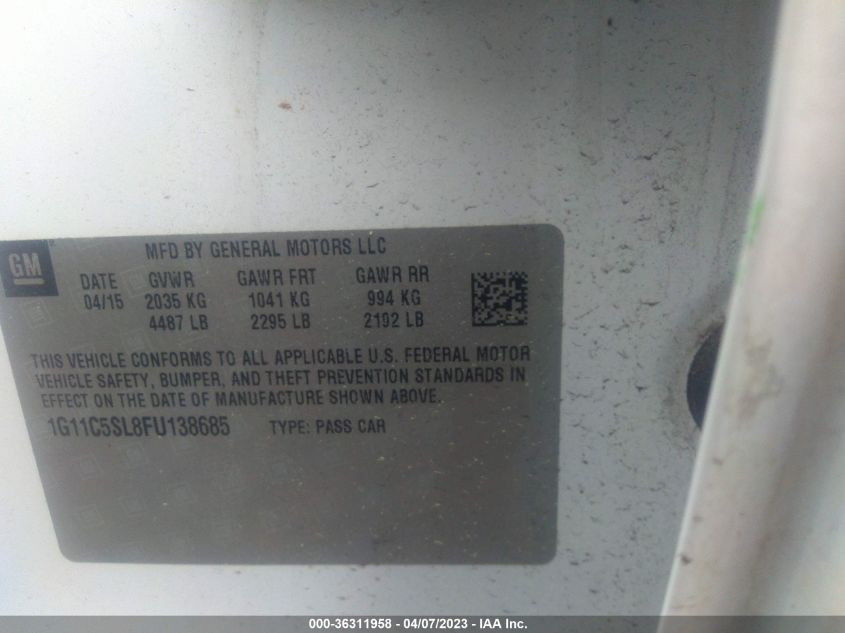 GM
MFD BY GENERAL MOTORS LLC
DATE GVWR GAWR FRT GAWR RR
04/15 2035 KG 1041 KG 994 KG
4487 LB 2295 LB 2192 LB
THIS VEHICLE CONFORMS TO ALL APPLICABLE U.S. FEDERAL MOTOR
VEHICLE SAFETY, BUMPER, AND THEFT PREVENTION STANDARDS IN
EFFECT ON THE DATE OF MANUFACTURE SHOWN ABOVE.
1G11C5SL8FU138685 TYPE: PASS CAR
000-36311958 - 04/07/2023 - IAA Inc.